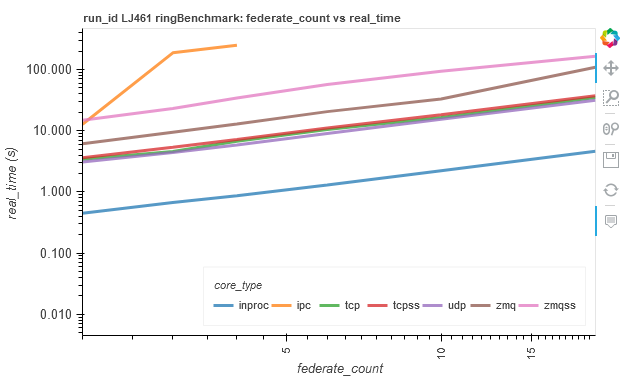 run_id LJ461 ringBenchmark: federate_count vs real_time
100.000
10.000
1.000
0.100
0.010
real_time (s)
core_type
inproc ipc tcp tcpss udp zmq zmqss
5 10 15
federate_count